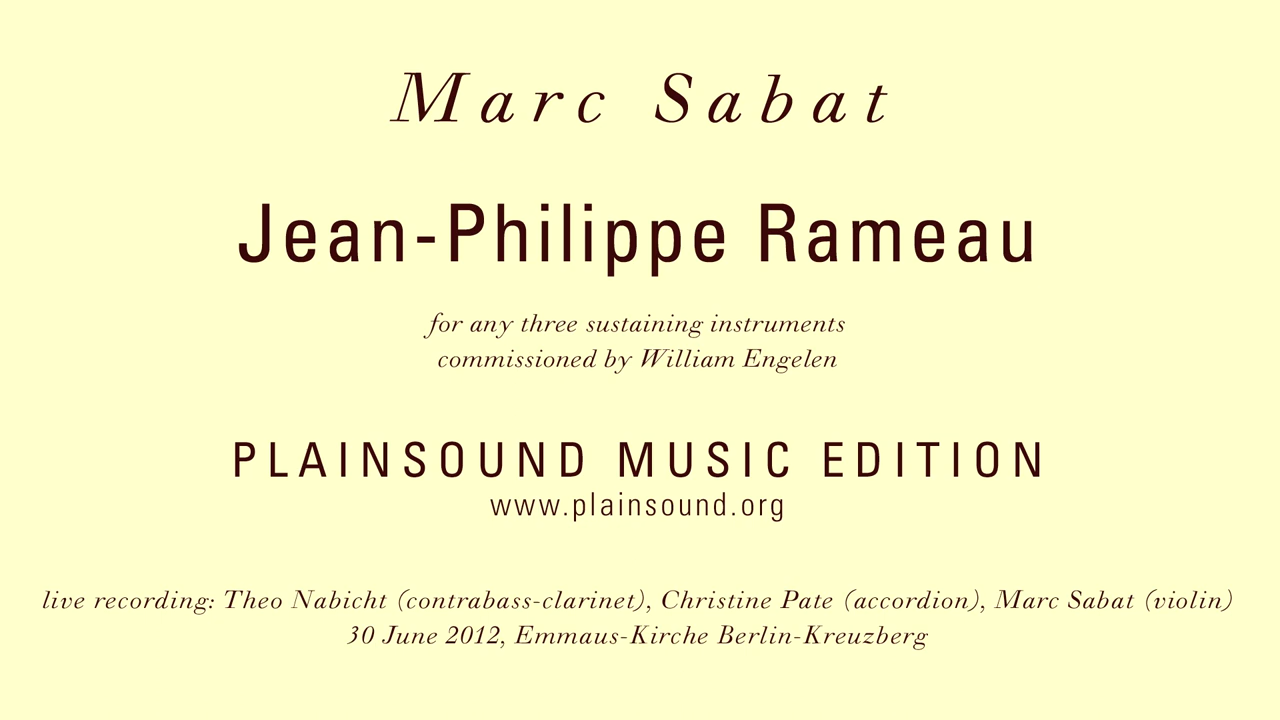 Marc Sabat
Jean-Philippe Rameau
for any three sustaining instruments
commissioned by William Engelen
PLAINSOUND MUSIC EDITION
www.plainsound.org
live recording: Theo Nabicht (contrabass-clarinet), Christine Pate (accordion), Marc Sabat (violin)
30 June 2012, Emmaus-Kirche Berlin-Kreuzberg